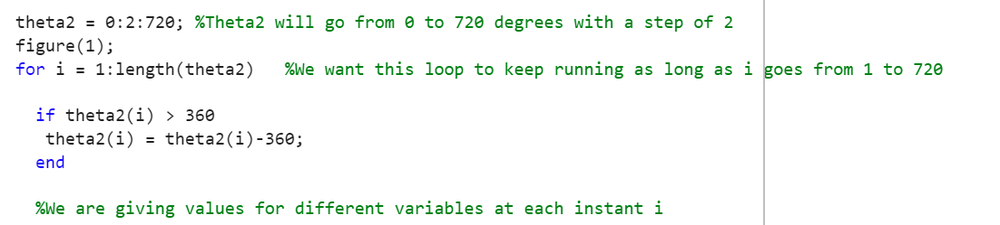 theta2 = 0:2:720; %Theta2 will go from 0 to 720 degrees with a step of 2
figure(1);
for i = 1:length(theta2)   %We want this loop to keep running as long as i goes from 1 to 720
if theta2(i) > 360
theta2(i) = theta2(i)-360;
end
%We are giving values for different variables at each instant i